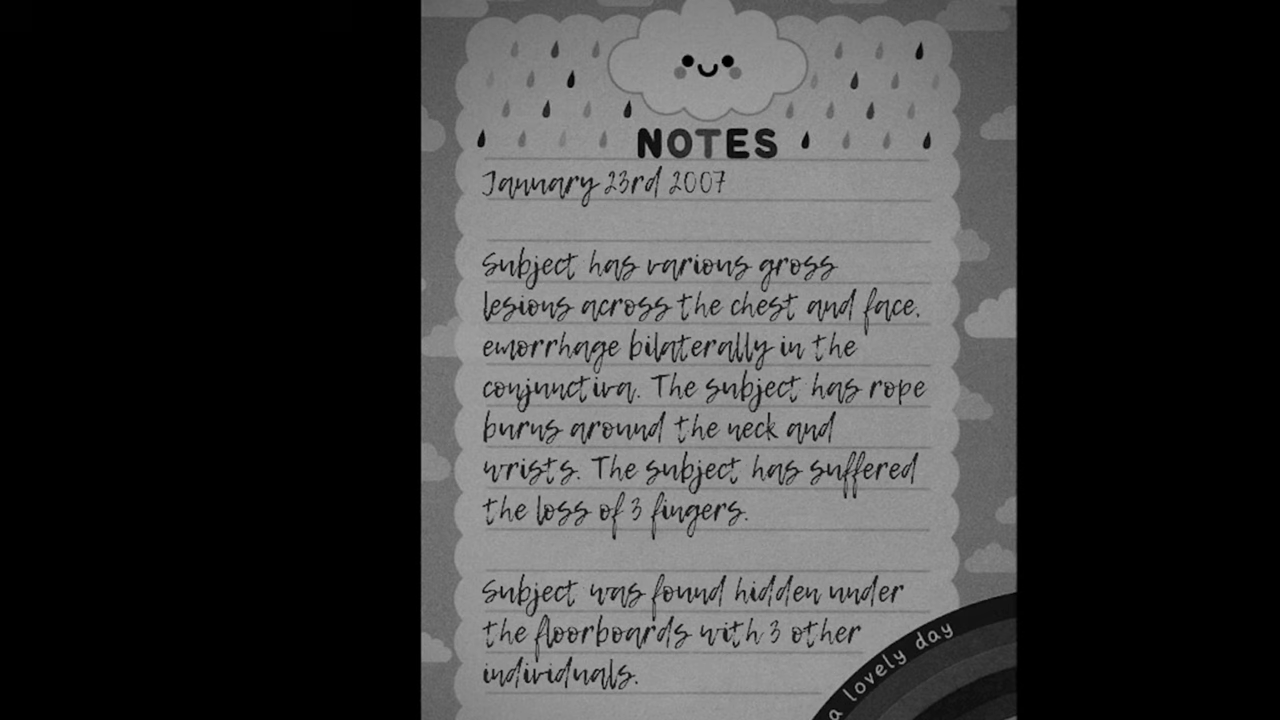 NOTES
January 23rd 2007
Subject has various gross
lesions across the chest and face.
emorrhage bilaterally in the
conjunctiva. The subject has rope
burns around the neck and
wrists. The subject has suffered
the loss of 3 fingers.
Subject was found hidden under
the floorboards with 3 other
individuals.
a lovely day